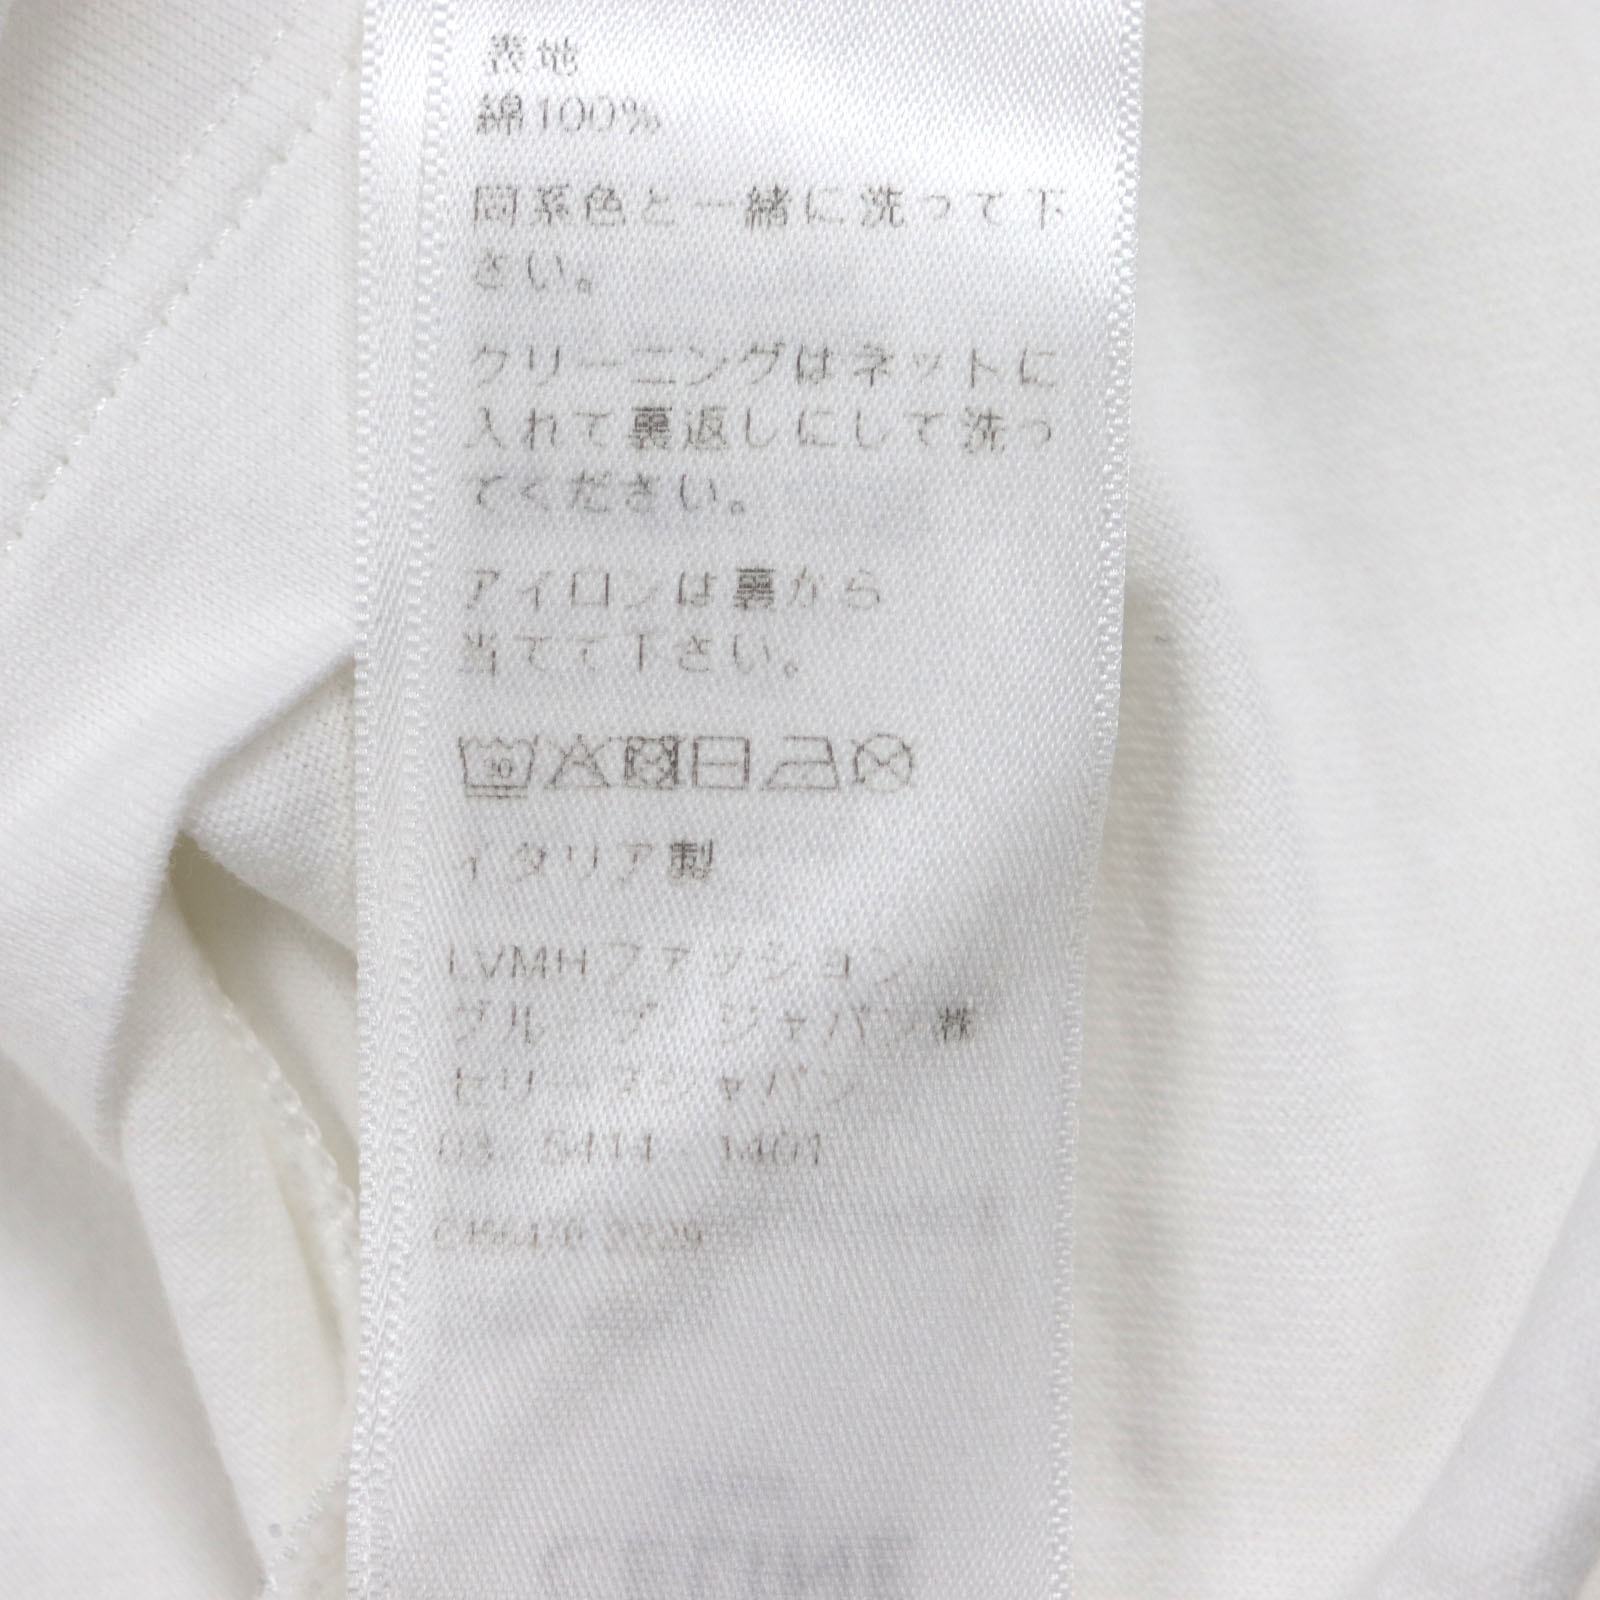 表地
綿100%
同系色と一緒に洗って下
さい。
クリーニングはネットに
入れて裏返しにして洗っ
てください。
アイロンは裏から
当てて下さい。
30
イタリア製
LVMHファッション
グループ ジャパン株
セリーヌ ジャパン